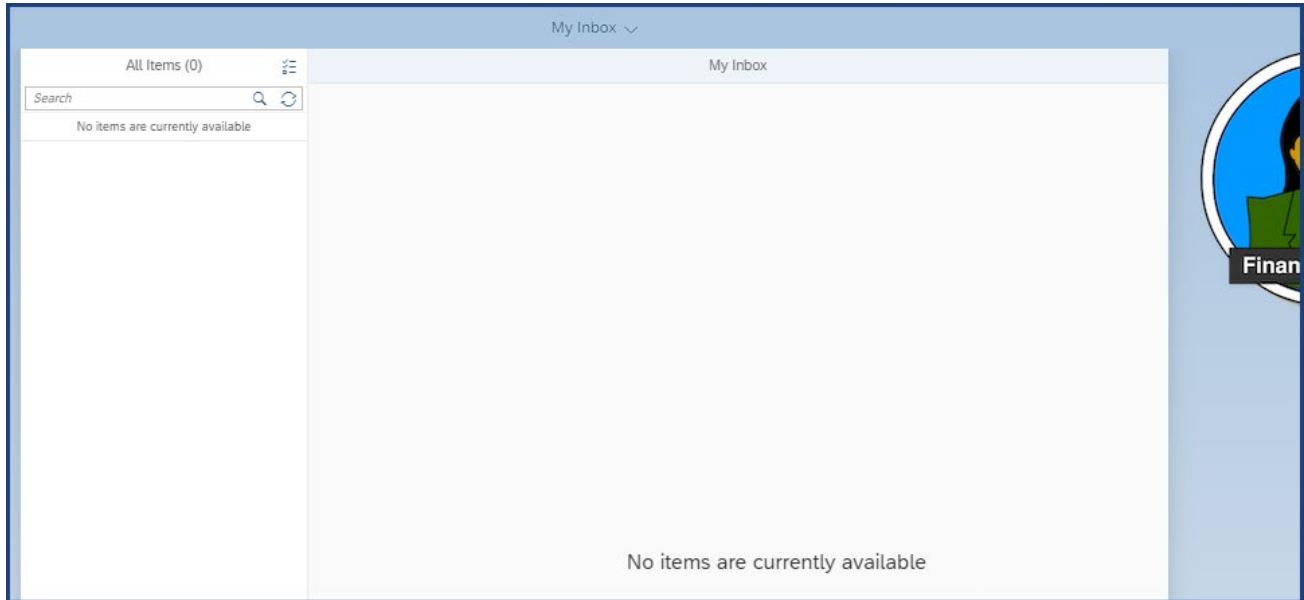 My Inbox
All Items (0)
My Inbox
Search
No items are currently available
Finan
No items are currently available